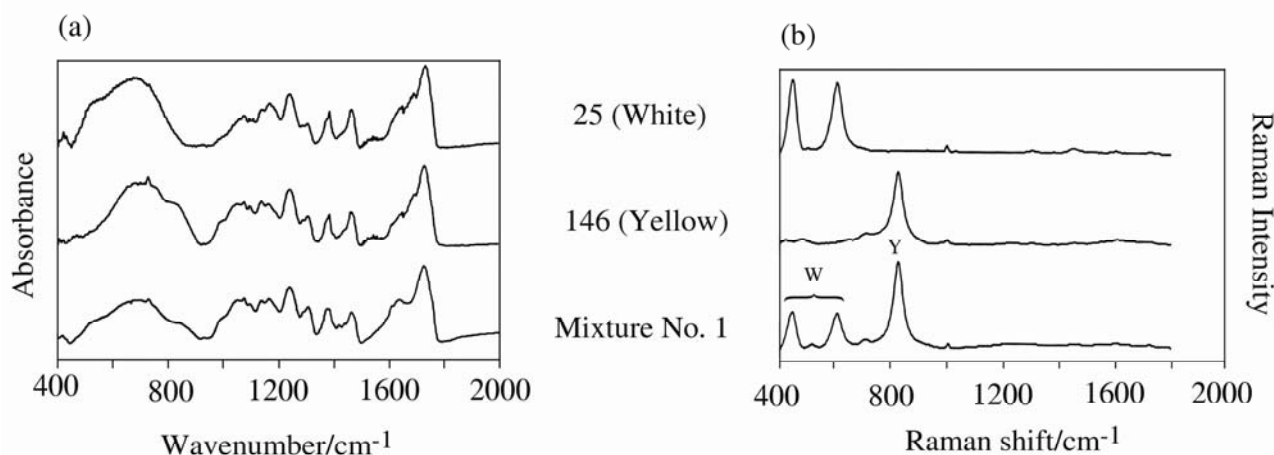 (a)
(b)
Absorbance
25 (White)
146 (Yellow)
Mixture No. 1
W
Y
Raman Intensity
400 800 1200 1600 2000
400 800 1200 1600 2000
Wavenumber/cm-1
Raman shift/cm-1